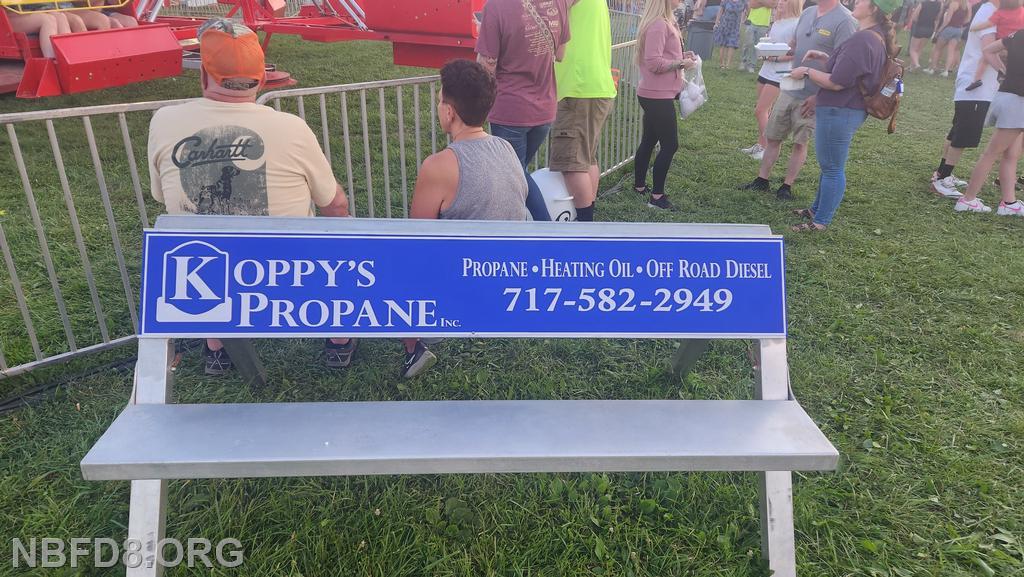 Carhartt
KOPPY'S
PROPANE INC.
PROPANE • HEATING OIL • OFF ROAD DIESEL
717-582-2949
NBFD8.ORG